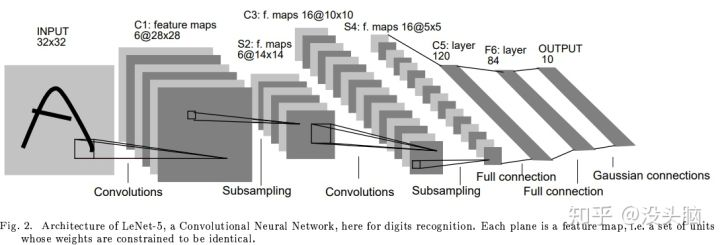 INPUT
32x32
C1: feature maps
6@28x28
S2: f. maps
6@14x14
C3: f. maps 16@10x10
S4: f. maps 16@5x5
C5: layer
120
F6: layer
84
OUTPUT
10
A
Convolutions
Subsampling
Convolutions
Subsampling
Full connection
Full connection
Gaussian connections
Fig. 2. Architecture of LeNet-5, a Convolutional Neural Network, here for digits recognition. Each plane is a feature map, i.e. a set of units
whose weights are constrained to be identical.
知乎 @没头脑